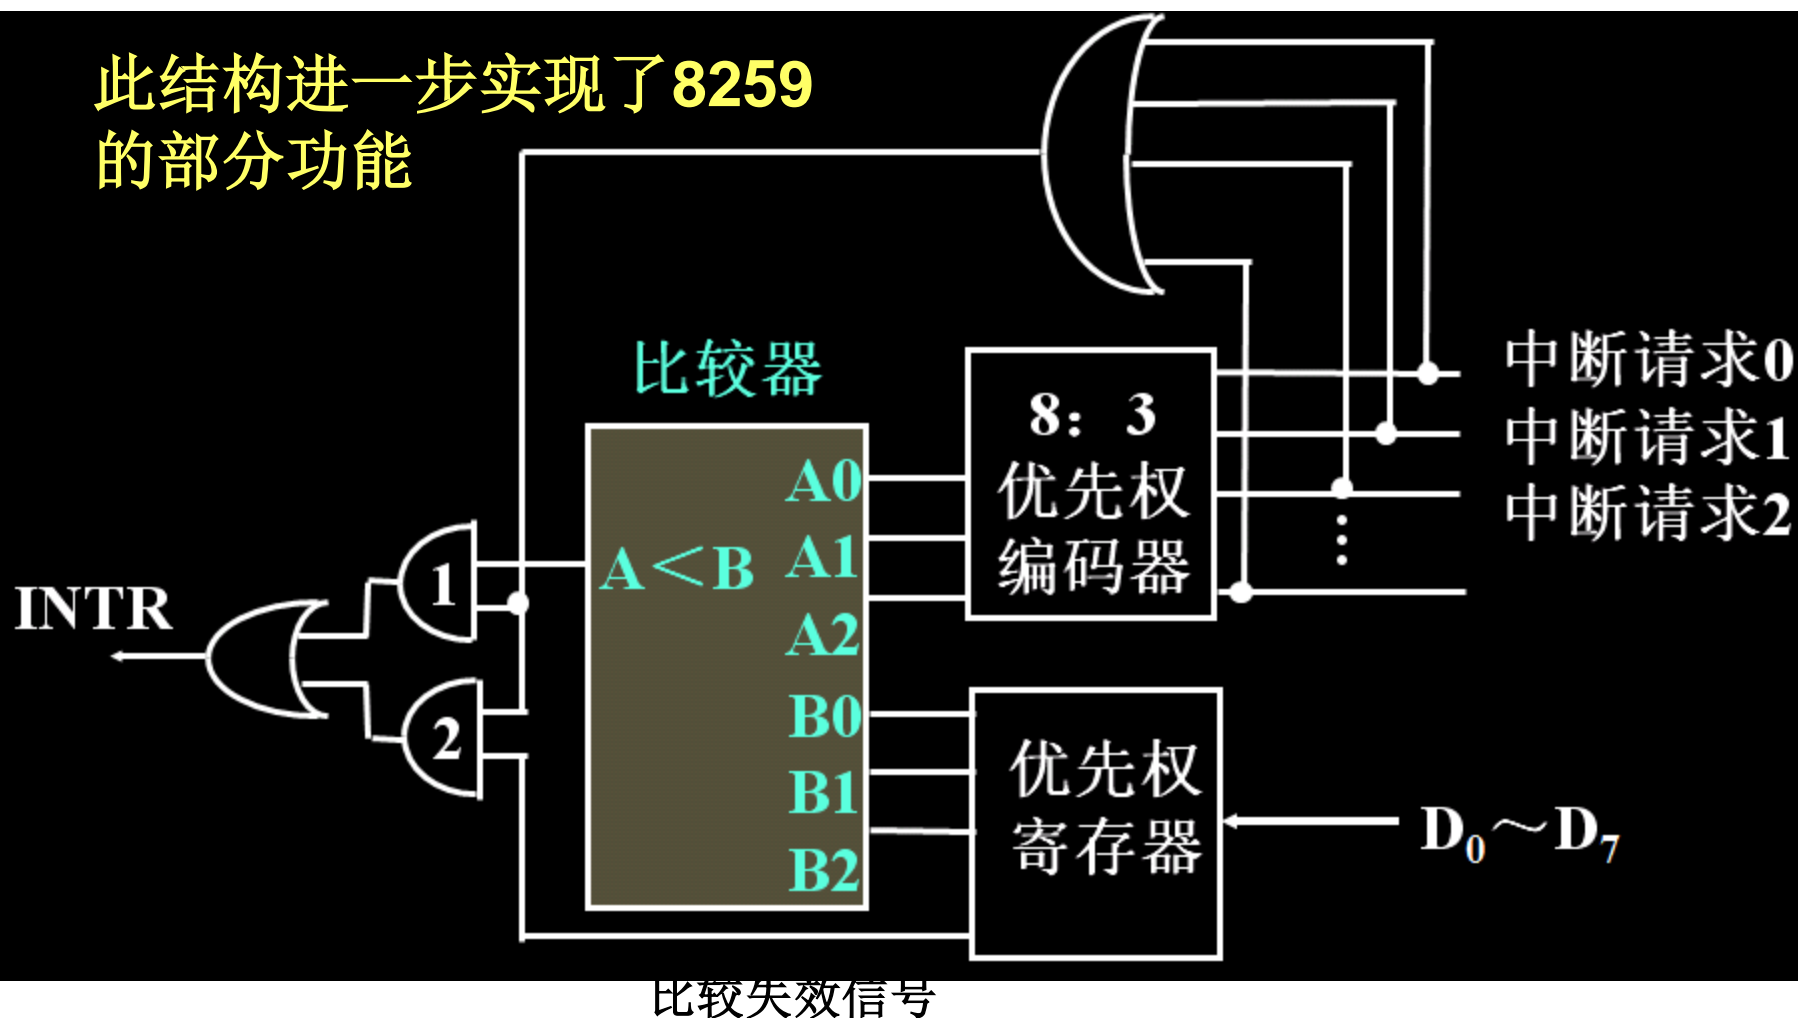 此结构进一步实现了8259
的部分功能
比较器
8：3
优先权
编码器
中断请求0
中断请求1
中断请求2
A0
A1
A2
A＜B
B0
B1
B2
1
2
INTR
优先权
寄存器
D0～D7
比较失效信号